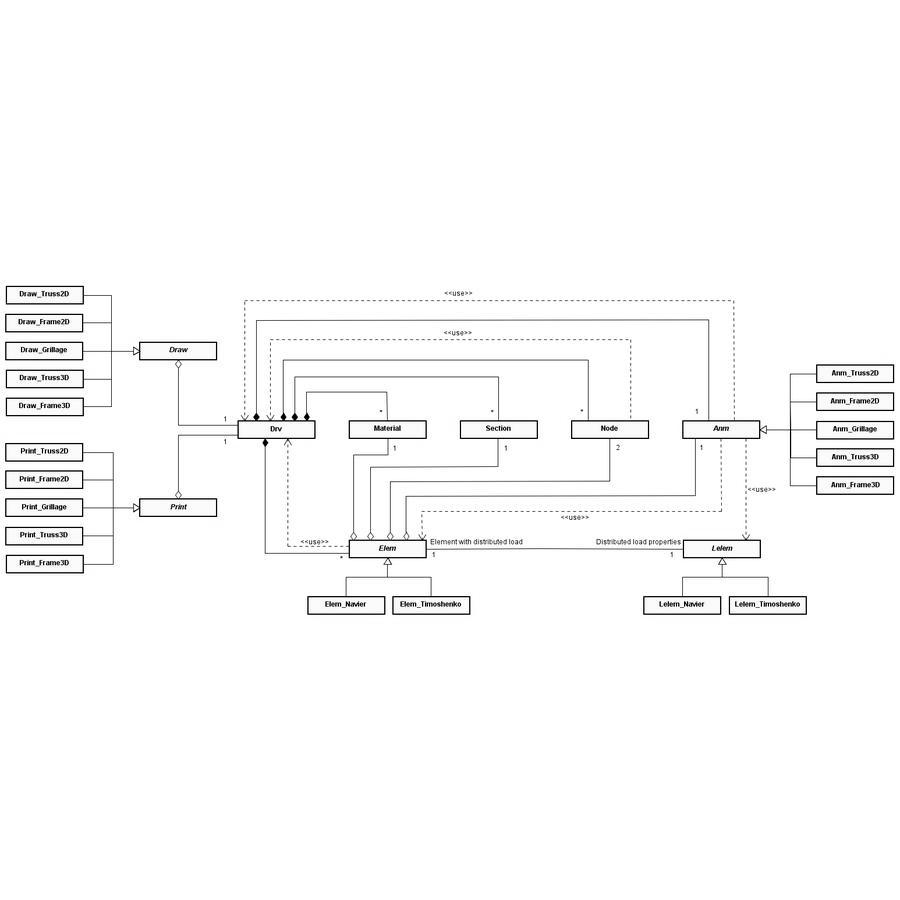 <<use>>
Draw_Truss2D
Draw_Frame2D
Draw_Grillage
Draw_Truss3D
Draw_Frame3D
Draw
1
<<use>>
Drv
1
*
Material
1
*
Section
1
*
Node
2
1
Anm
1
Anm_Truss2D
Anm_Frame2D
Anm_Grillage
Anm_Truss3D
Anm_Frame3D
Print_Truss2D
Print_Frame2D
Print_Grillage
Print_Truss3D
Print_Frame3D
Print
<<use>>
<<use>>
<<use>>
*
Elem
Element with distributed load
1
Distributed load properties
1
Lelem
Elem_Navier
Elem_Timoshenko
Lelem_Navier
Lelem_Timoshenko